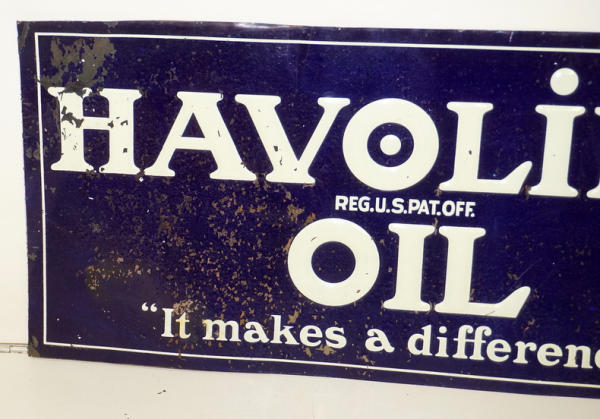 HAVOLi
REG.U.S.PAT.OFF.
OIL
"It makes a differen